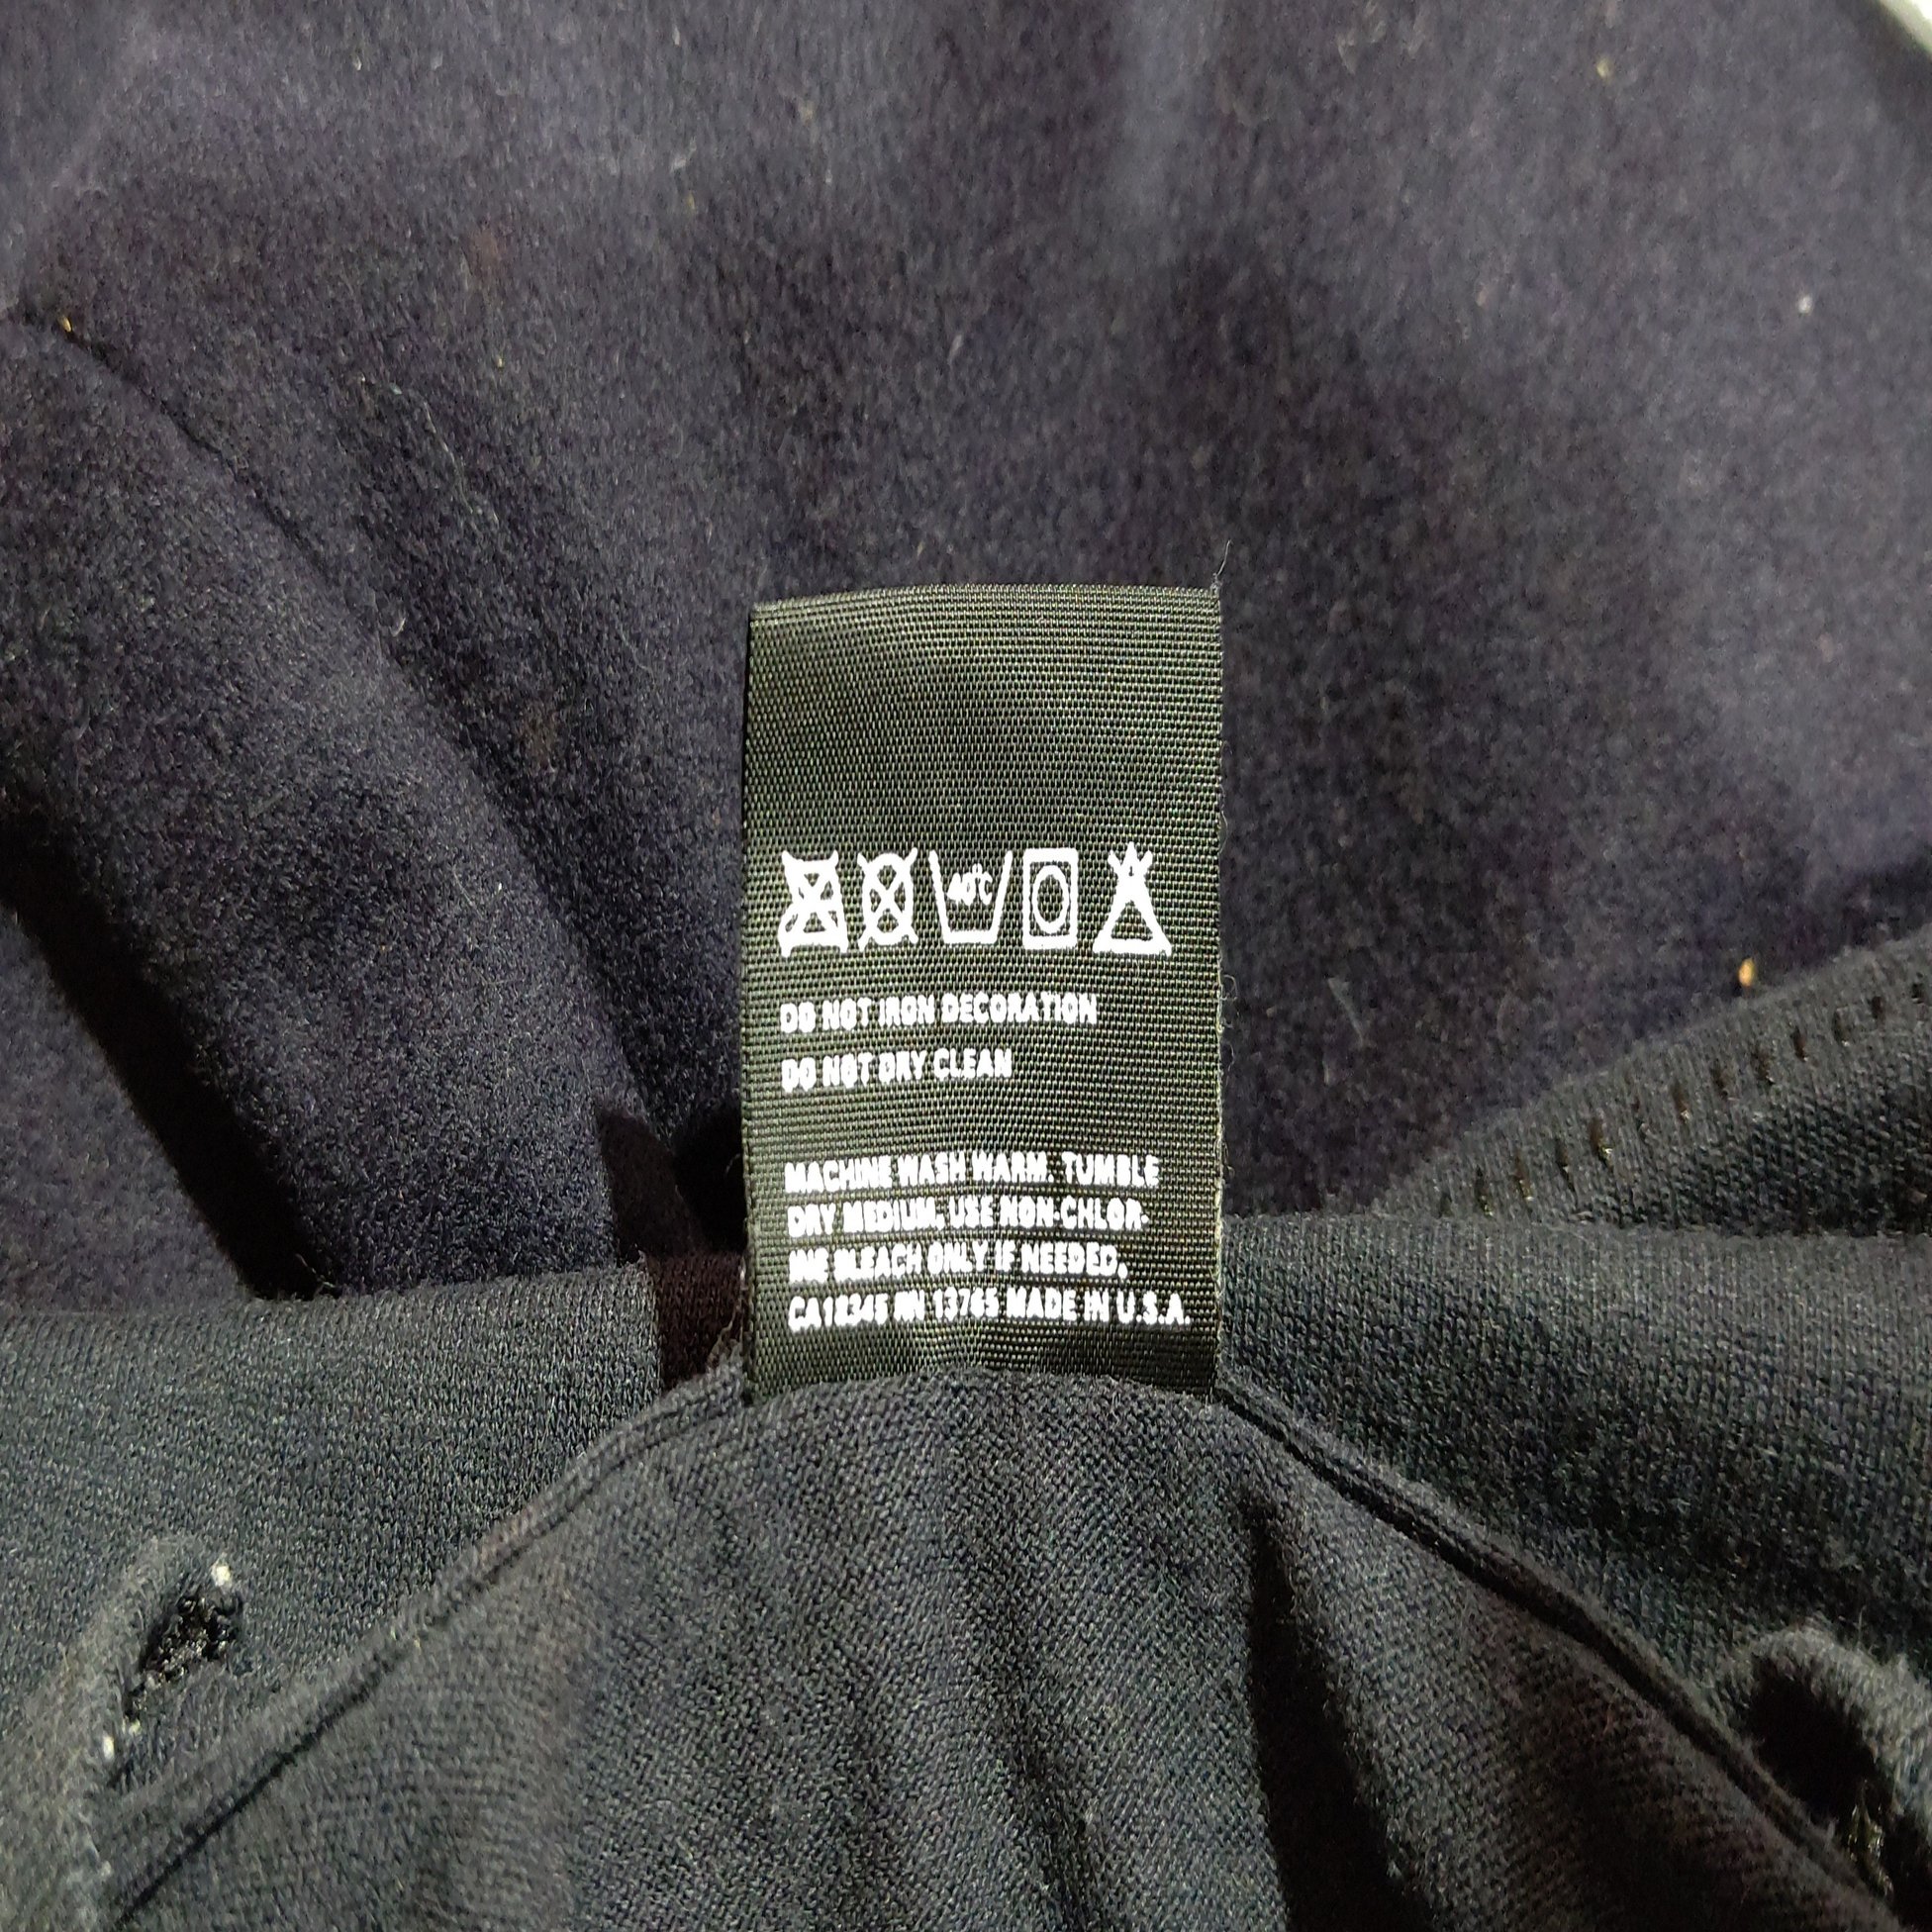 40°C
DO NOT IRON DECORATION
DO NOT DRY CLEAN
MACHINE WASH WARM, TUMBLE
DRY MEDIUM, USE NON-CHLOR-
INE BLEACH ONLY IF NEEDED.
CA18345 RN 13765 MADE IN U.S.A.